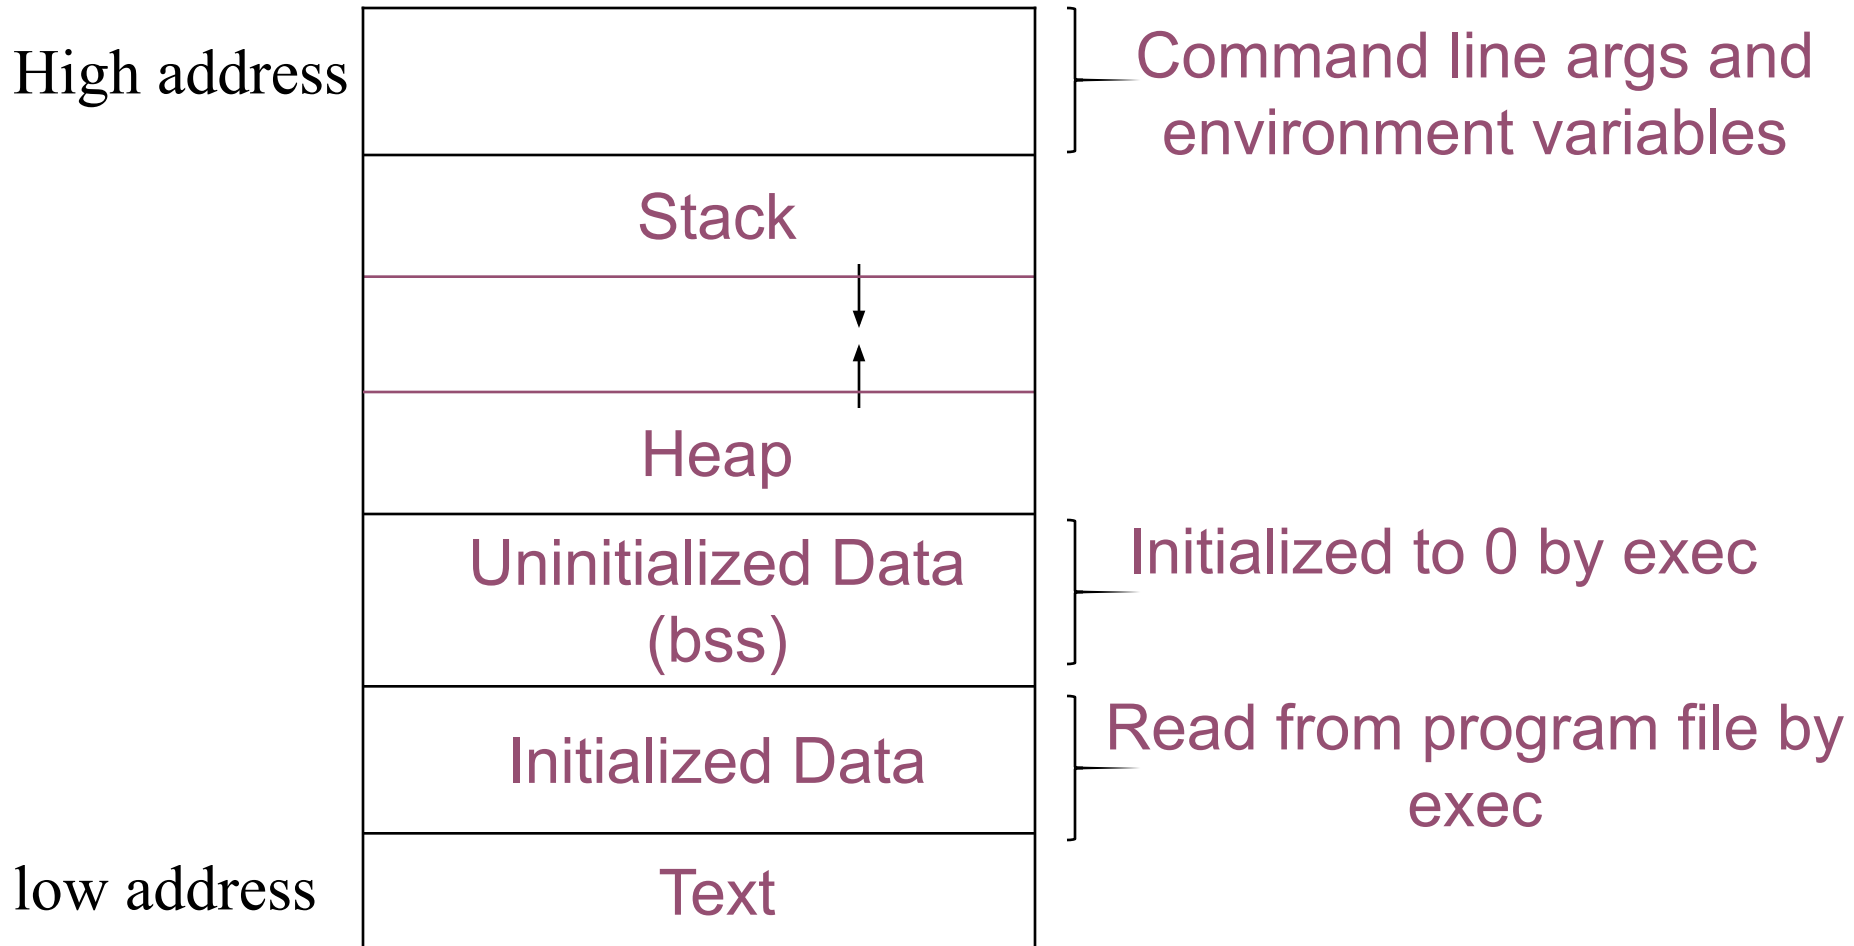 High address
Command line args and
environment variables
Stack
Heap
Uninitialized Data
(bss)
Initialized to 0 by exec
Initialized Data
Read from program file by
exec
low address
Text